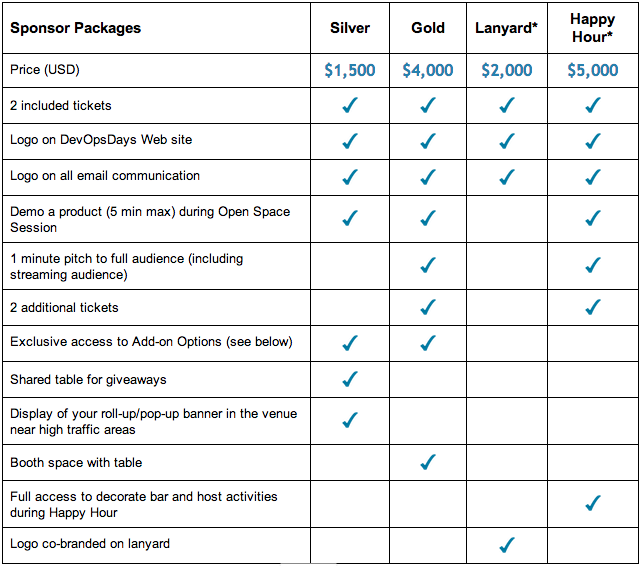 Sponsor Packages Silver Gold Lanyard* Happy
Hour*
Price (USD) $1,500 $4,000 $2,000 $5,000
2 included tickets ✓ ✓ ✓ ✓
Logo on DevOpsDays Web site ✓ ✓ ✓ ✓
Logo on all email communication ✓ ✓ ✓ ✓
Demo a product (5 min max) during Open Space
Session ✓ ✓ ✓
1 minute pitch to full audience (including
streaming audience) ✓ ✓
2 additional tickets ✓ ✓
Exclusive access to Add-on Options (see below) ✓ ✓
Shared table for giveaways ✓
Display of your roll-up/pop-up banner in the venue
near high traffic areas ✓
Booth space with table ✓
Full access to decorate bar and host activities
during Happy Hour ✓
Logo co-branded on lanyard ✓